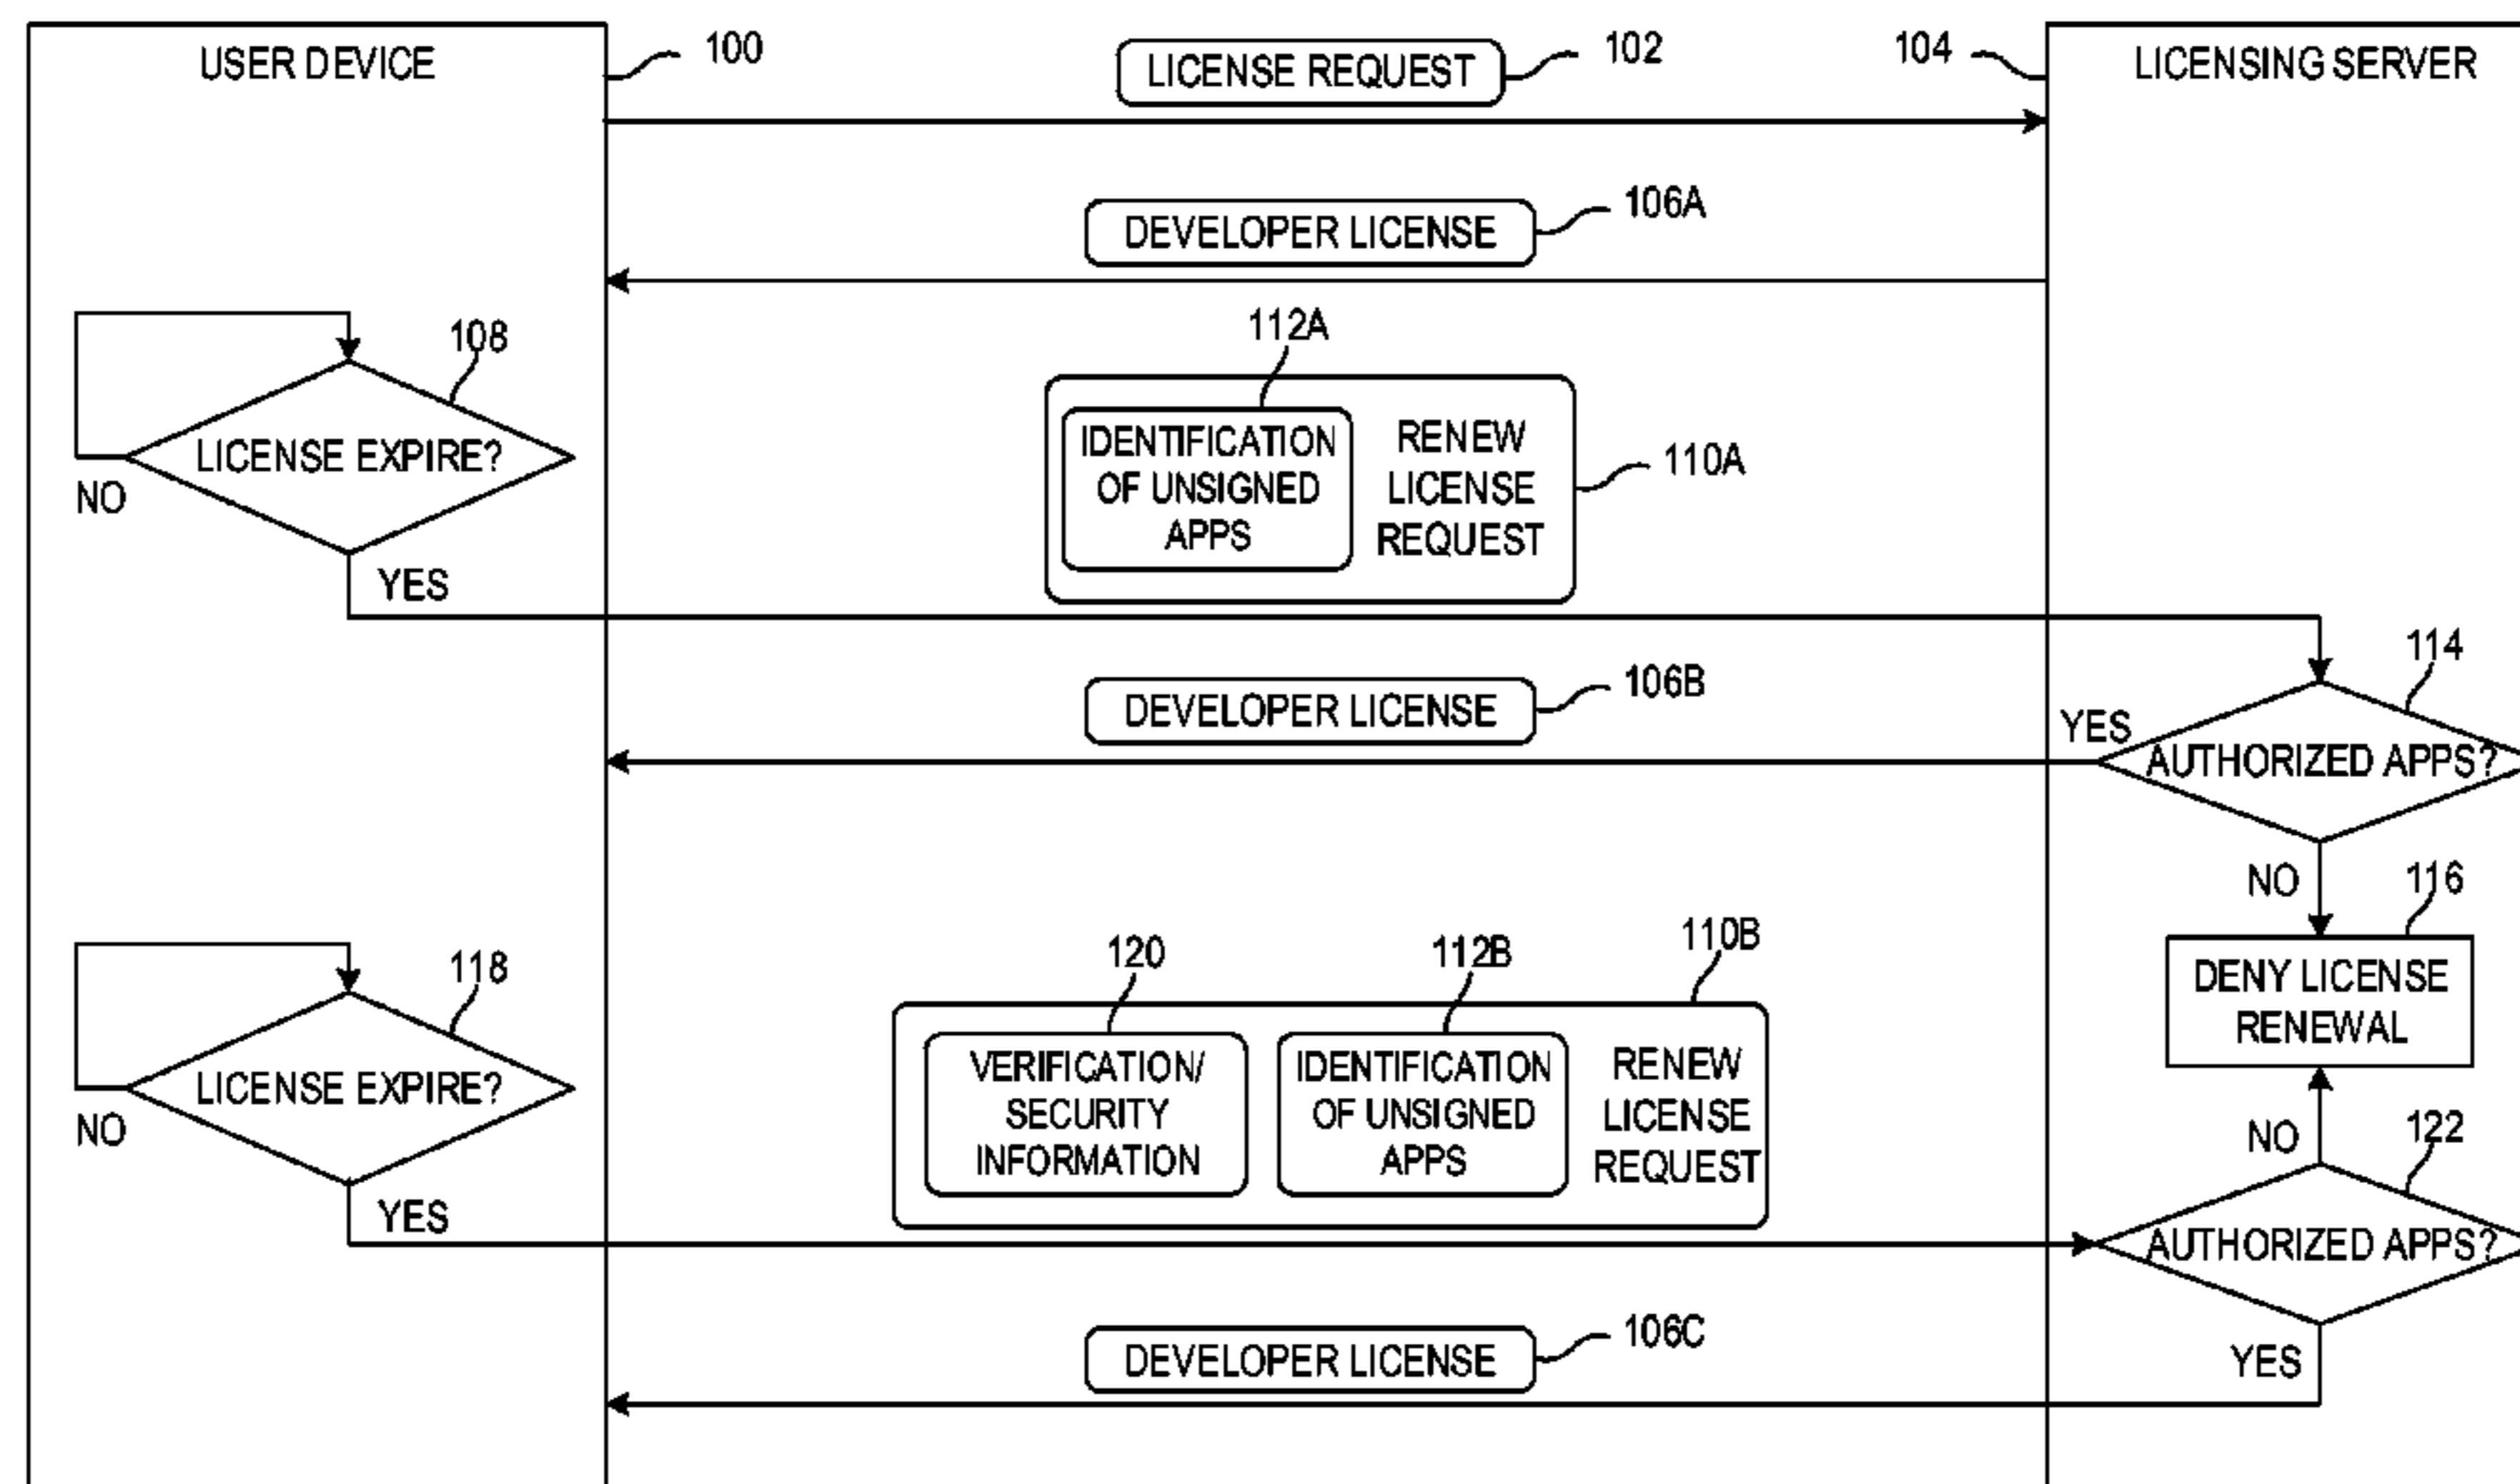 USER DEVICE
100
LICENSE REQUEST
102
104
LICENSING SERVER
DEVELOPER LICENSE
106A
108
LICENSE EXPIRE?
NO
YES
112A
IDENTIFICATION
OF UNSIGNED
APPS
RENEW
LICENSE
REQUEST
110A
114
AUTHORIZED APPS?
YES
NO
DEVELOPER LICENSE
106B
116
DENY LICENSE
RENEWAL
118
LICENSE EXPIRE?
NO
YES
120
VERIFICATION/
SECURITY
INFORMATION
112B
IDENTIFICATION
OF UNSIGNED
APPS
110B
RENEW
LICENSE
REQUEST
NO
122
AUTHORIZED APPS?
YES
DEVELOPER LICENSE
106C